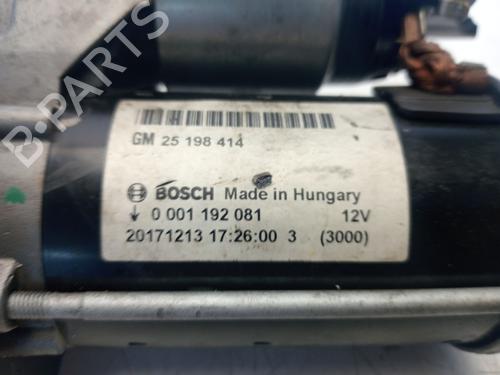 GM 25 198 414
BOSCH Made in Hungary
0 001 192 081 12V
20171213 17:26:00 3 (3000)
B-PARTS